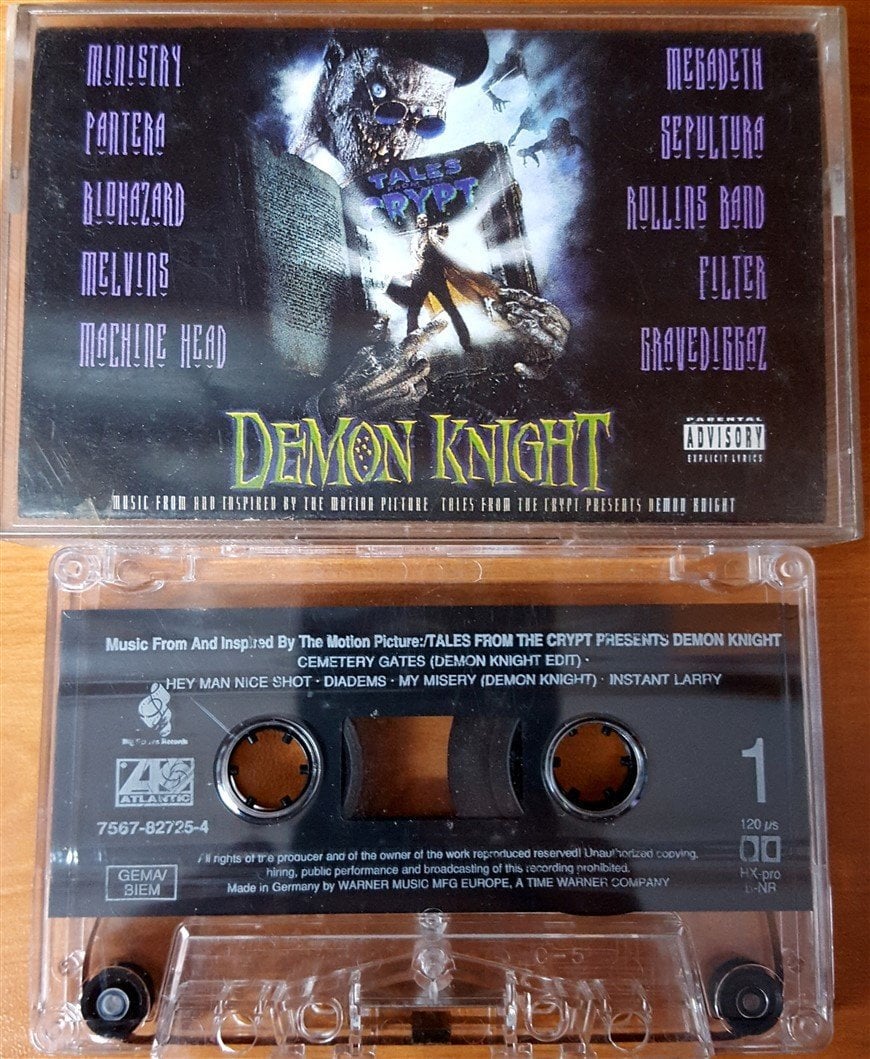 MINISTRY
PANTERA
BIOHAZARD
MELVINS
MACHINE HEAD
MEGADETH
SEPULTURA
ROLLINS BAND
FILTER
GRAVEDIGGAZ
TALES
CRYPT
DEMON KNIGHT
PARENTAL
ADVISORY
EXPLICIT LYRICS
MUSIC FROM AND INSPIRED BY THE MOTION PICTURE TALES FROM THE CRYPT PRESENTS DEMON KNIGHT
Music From And Inspired By The Motion Picture:/TALES FROM THE CRYPT PRESENTS DEMON KNIGHT
CEMETERY GATES (DEMON KNIGHT EDIT) ·
HEY MAN NICE SHOT · DIADEMS · MY MISERY (DEMON KNIGHT) · INSTANT LARRY
Records
ATLANTIC
7567-82725-4
GEMA/
BIEM
1
120 µs
HX-pro
B-NR
All rights of the producer and of the owner of the work reproduced reserved! Unauthorized copying,
hiring, public performance and broadcasting of this recording prohibited.
Made in Germany by WARNER MUSIC MFG EUROPE, A TIME WARNER COMPANY
C-5